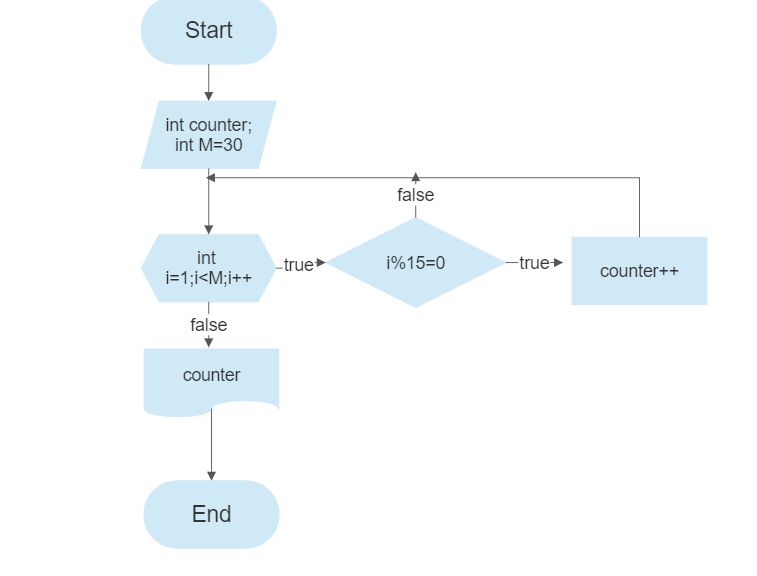 Start
int counter;
int M=30
false
int
i=1;i<M;i++
true
i%15=0
true
counter++
false
counter
End